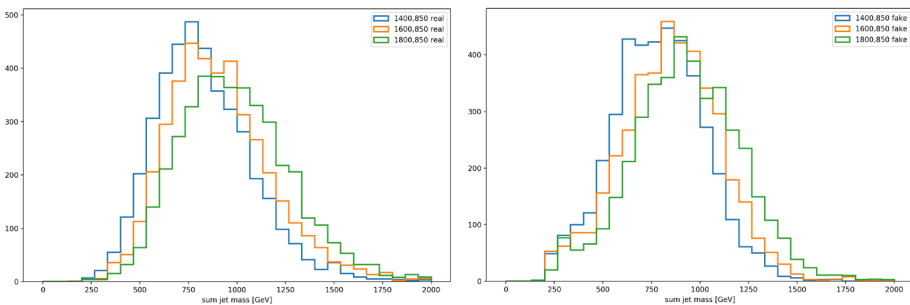 500
400
300
200
100
0
0 250 500 750 1000 1250 1500 1750 2000
sum jet mass [GeV]
1400,850 real
1600,850 real
1800,850 real
400
300
200
100
0
0 250 500 750 1000 1250 1500 1750 2000
sum jet mass [GeV]
1400,850 fake
1600,850 fake
1800,850 fake